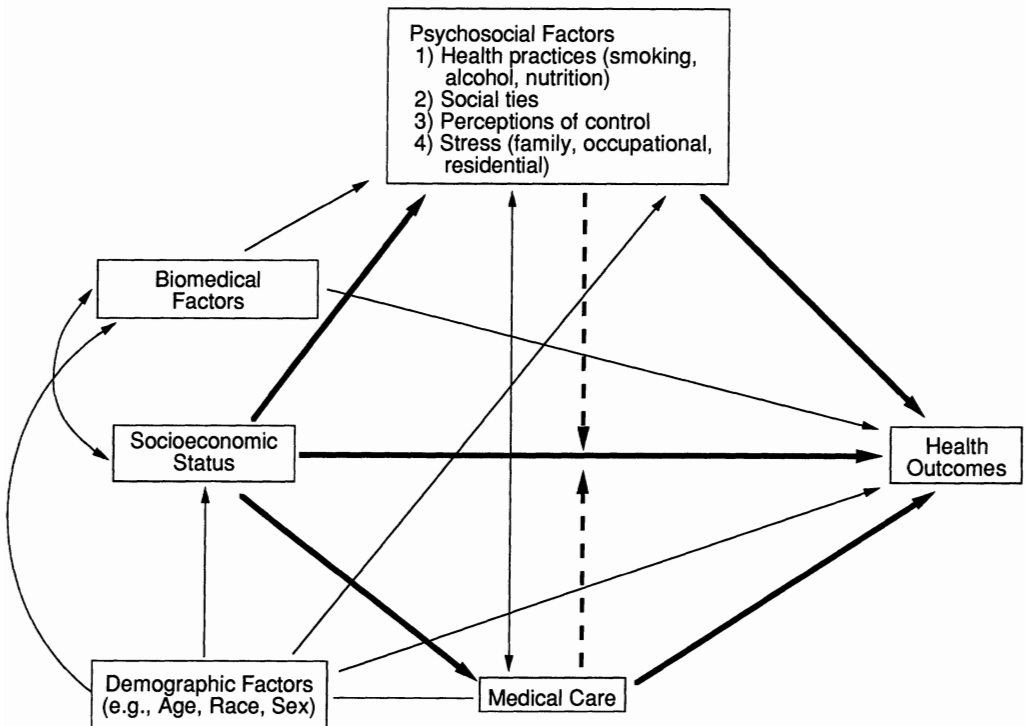 Psychosocial Factors
1) Health practices (smoking,
alcohol, nutrition)
2) Social ties
3) Perceptions of control
4) Stress (family, occupational,
residential)
Biomedical
Factors
Socioeconomic
Status
Health
Outcomes
Demographic Factors
(e.g., Age, Race, Sex)
Medical Care